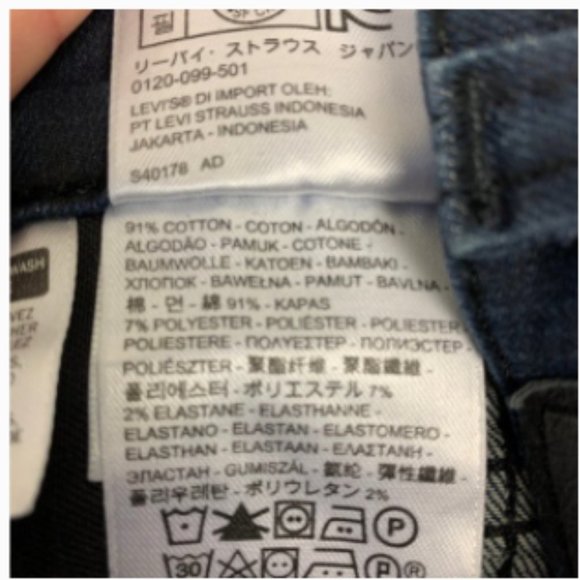 필
リーバイ・ストラウス ジャパン
0120-099-501
LEVI'S® DI IMPORT OLEH:
PT LEVI STRAUSS INDONESIA
JAKARTA - INDONESIA
S40178 AD
91% COTTON - COTON - ALGODÓN -
ALGODÃO - PAMUK - COTONE -
BAUMWOLLE - KATOEN - BAMBAKI -
ХЛОПОК - BAWEŁNA - PAMUT - BAVLNA -
棉 - 면 - 綿 91% - KAPAS
7% POLYESTER - POLIÉSTER - POLIESTER -
POLIESTERE - ΠΟΛΥΕΣΤΕΡ - ПОЛИЭСТЕР -
POLIÉSZTER - 聚酯纤维 - 聚酯纖維 -
폴리에스터 - ポリエステル 7%
2% ELASTANE - ELASTHANNE -
ELASTANO - ELASTAN - ELASTOMERO -
ELASTHAN - ELASTAAN - ΕΛΑΣΤΑΝΗ -
ЭЛАСТАН - GUMISZÁL - 氨纶 - 彈性纖維 -
폴리우레탄 - ポリウレタン 2%
P
30 P ®
WASH
VEZ
HER